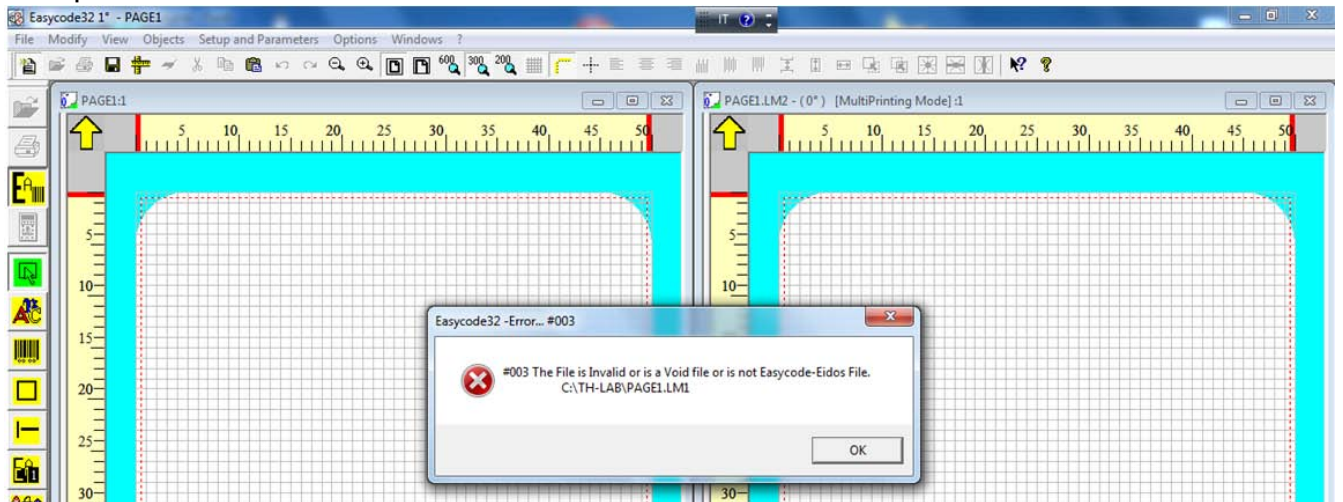 Easycode32 1° - PAGE1
IT
File Modify View Objects Setup and Parameters Options Windows ?
600 300 200
PAGE1:1
PAGE1.LM2 - (0°) [MultiPrinting Mode] :1
5 10 15 20 25 30 35 40 45 50
5 10 15 20 25 30 35 40 45 50
5
10
15
20
25
30
5
10
30
Easycode32 -Error... #003
#003 The File is Invalid or is a Void file or is not Easycode-Eidos File.
C:\TH-LAB\PAGE1.LM1
OK